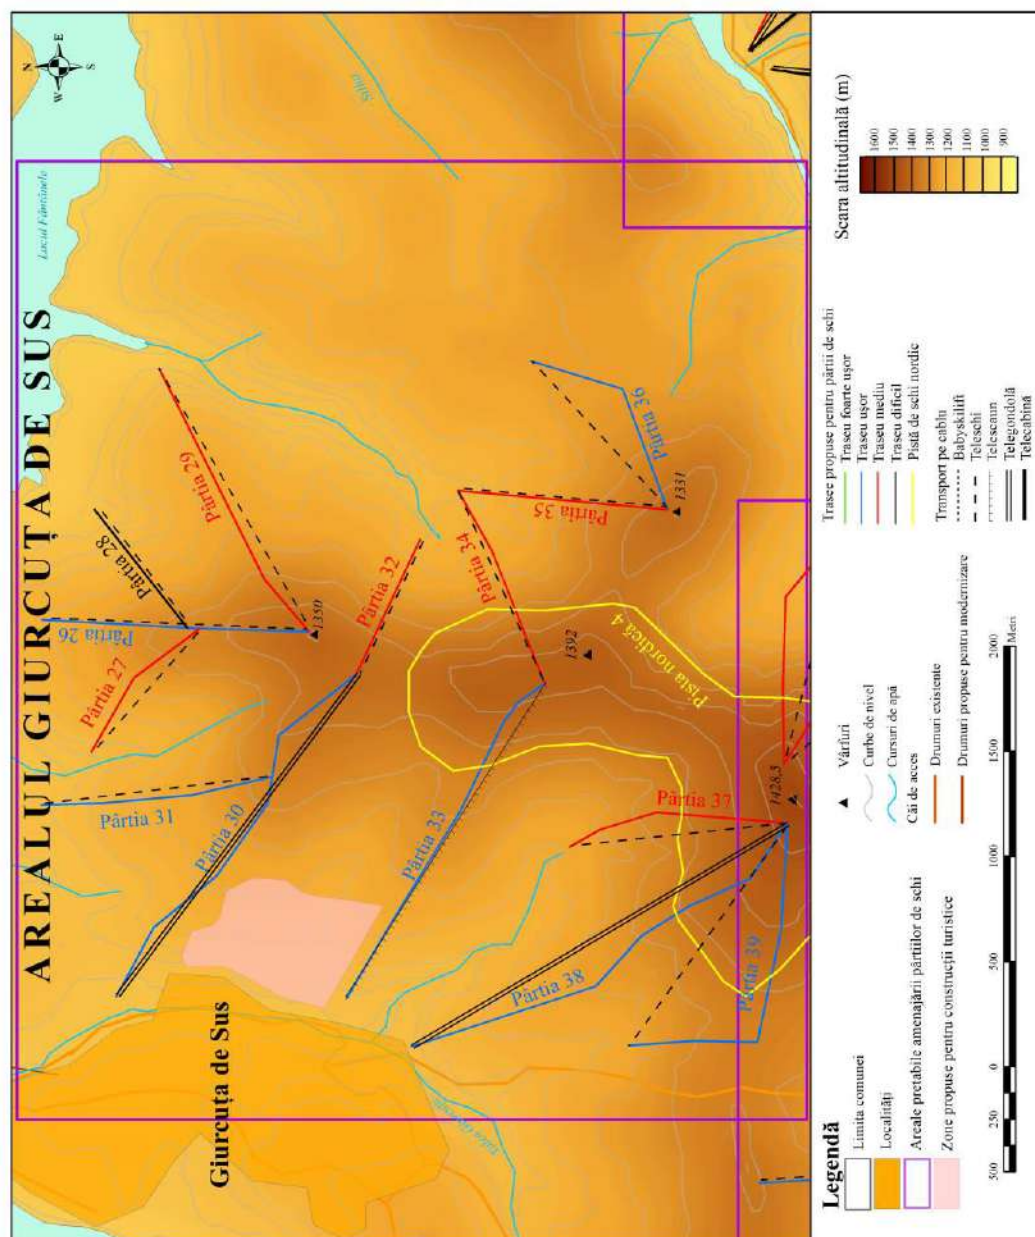 AREALUL GIURCUȚA DE SUS
N
E
S
W
Lacul Fântânele
Pârtia 26
Pârtia 27
Pârtia 28
Pârtia 29
Pârtia 30
Pârtia 31
Pârtia 32
Pârtia 33
Pârtia 34
Pârtia 35
Pârtia 36
Pârtia 37
Pârtia 38
Pârtia 39
Pista nordică 4
1350
1392
1331
1428,5
Giurcuța de Sus
Legendă
Limita comunei
Localități
Areale pretabile amenajării pârtiilor de schi
Zone propuse pentru construcții turistice
Vârfuri
Curbe de nivel
Cursuri de apă
Căi de acces
Drumuri existente
Drumuri propuse pentru modernizare
Trasee propuse pentru pârtii de schi
Traseu foarte ușor
Traseu ușor
Traseu mediu
Traseu dificil
Pistă de schi nordic
Transport pe cablu
Babyskilift
Teleschi
Telescaun
Telegondolă
Telecabină
Scara altitudinală (m)
1600
1500
1400
1300
1200
1100
1000
900
500
250
0
500
1000
1500
2000
Metri